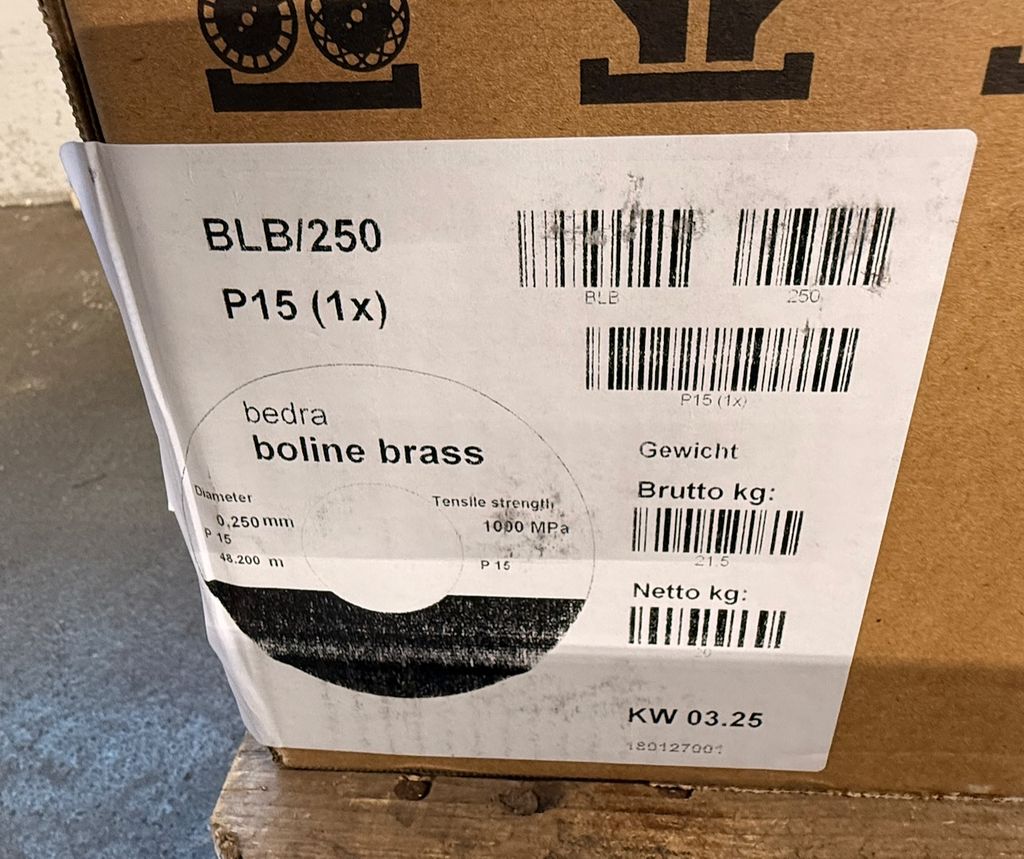 BLB/250
P15 (1x)
BLB
250
P15 (1x)
bedra
boline brass
Diameter
0,250 mm
P 15
48.200 m
Tensile strength
1000 MPa
P 15
Gewicht
Brutto kg:
21.5
Netto kg:
20
KW 03.25
180127001